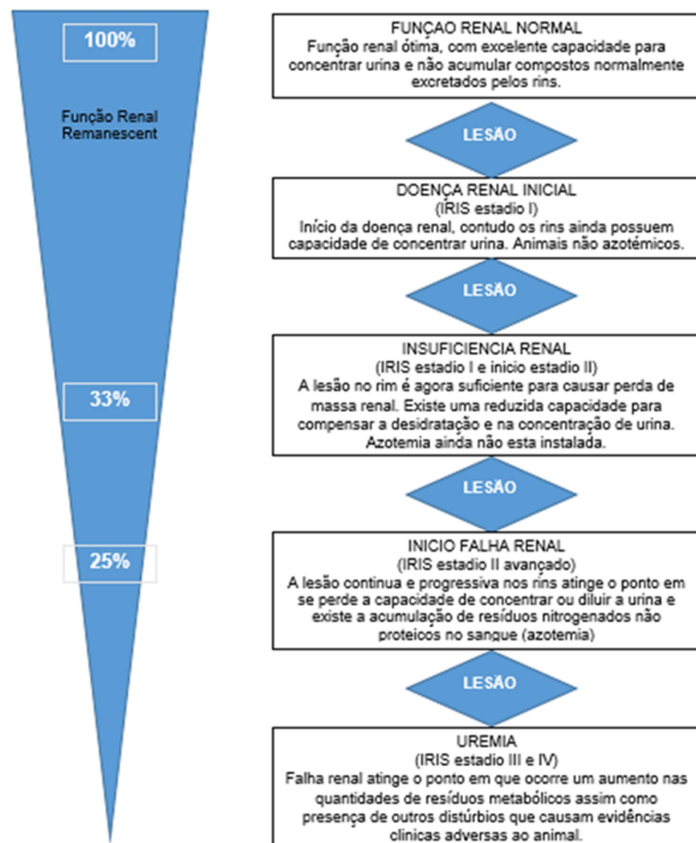 100%
Função Renal
Remanescent
33%
25%
FUNÇAO RENAL NORMAL
Função renal ótima, com excelente capacidade para
concentrar urina e não acumular compostos normalmente
excretados pelos rins.
LESÃO
DOENÇA RENAL INICIAL
(IRIS estadio I)
Início da doença renal, contudo os rins ainda possuem
capacidade de concentrar urina. Animais não azotémicos.
LESÃO
INSUFICIENCIA RENAL
(IRIS estadio I e inicio estadio II)
A lesão no rim é agora suficiente para causar perda de
massa renal. Existe uma reduzida capacidade para
compensar a desidratação e na concentração de urina.
Azotemia ainda não esta instalada.
LESÃO
INICIO FALHA RENAL
(IRIS estadio II avançado)
A lesão continua e progressiva nos rins atinge o ponto em
se perde a capacidade de concentrar ou diluir a urina e
existe a acumulação de resíduos nitrogenados não
proteicos no sangue (azotemia)
LESÃO
UREMIA
(IRIS estadio III e IV)
Falha renal atinge o ponto em que ocorre um aumento nas
quantidades de resíduos metabólicos assim como
presença de outros distúrbios que causam evidências
clinicas adversas ao animal.